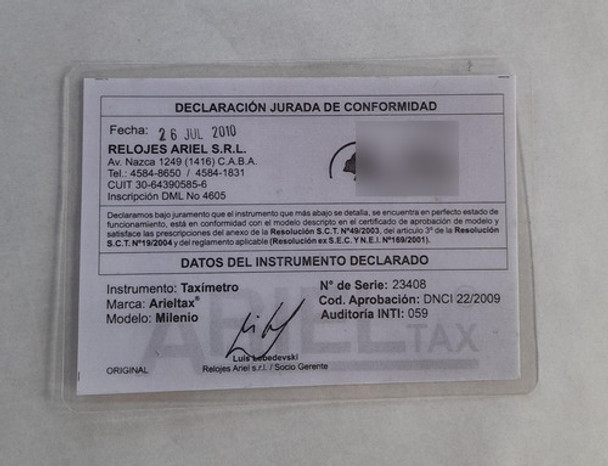 DECLARACIÓN JURADA DE CONFORMIDAD
Fecha: 26 JUL 2010
RELOJES ARIEL S.R.L.
Av. Nazca 1249 (1416) C.A.B.A.
Tel.: 4584-8650 / 4584-1831
CUIT 30-64390585-6
Inscripción DML No 4605
Declaramos bajo juramento que el instrumento que más abajo se detalla, se encuentra en perfecto estado de
funcionamiento, está en conformidad con el modelo descripto en el certificado de aprobación de modelo y
satisface las prescripciones del anexo de la Resolución S.C.T. Nº49/2003, del artículo 3º de la Resolución
S.C.T. Nº19/2004 y del reglamento aplicable (Resolución ex S.E.C. Y N.E.I. Nº169/2001).
DATOS DEL INSTRUMENTO DECLARADO
Instrumento: Taxímetro
Marca: Arieltax®
Modelo: Milenio
N° de Serie: 23408
Cod. Aprobación: DNCI 22/2009
Auditoría INTI: 059
ARIEL TAX®
Luis Lebedevski
Relojes Ariel s.r.l. / Socio Gerente
ORIGINAL